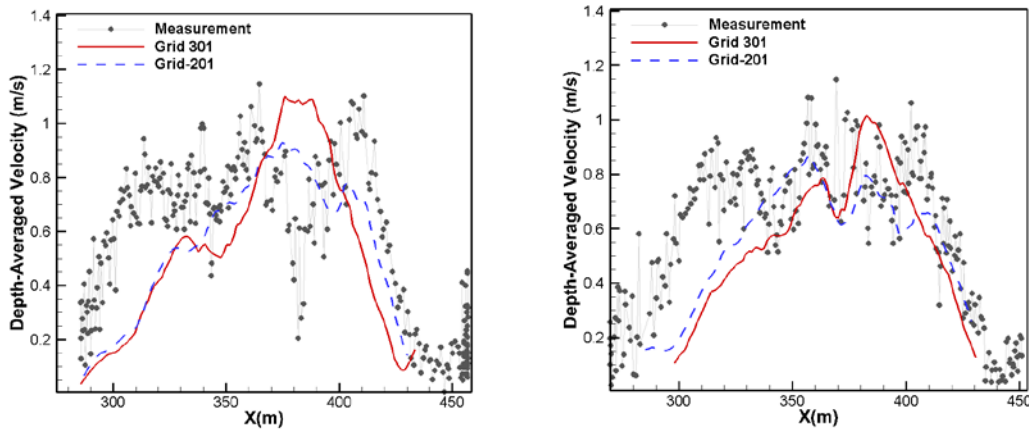 1.4
1.2
1
0.8
0.6
0.4
0.2
Depth-Averaged Velocity (m/s)
Measurement
Grid 301
Grid-201
300
350
400
450
X(m)
1.4
1.2
1
0.8
0.6
0.4
0.2
Depth-Averaged Velocity (m/s)
Measurement
Grid 301
Grid-201
300
350
400
450
X(m)